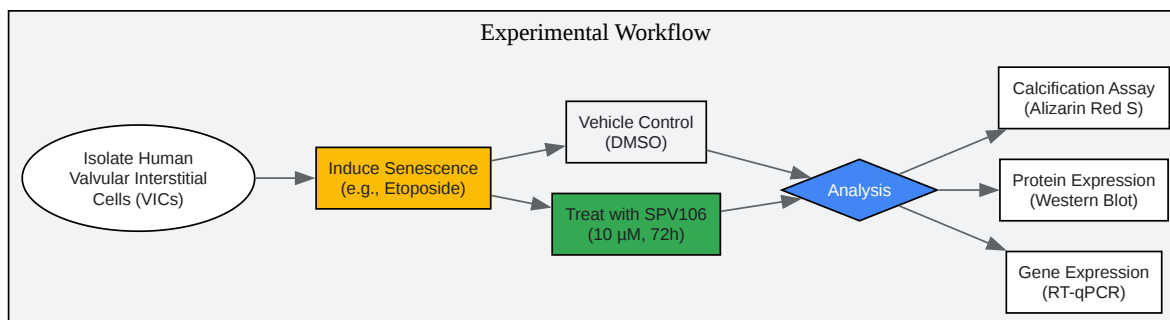 Experimental Workflow
Isolate Human
Valvular Interstitial
Cells (VICs)
Induce Senescence
(e.g., Etoposide)
Vehicle Control
(DMSO)
Treat with SPV106
(10 µM, 72h)
Analysis
Calcification Assay
(Alizarin Red S)
Protein Expression
(Western Blot)
Gene Expression
(RT-qPCR)